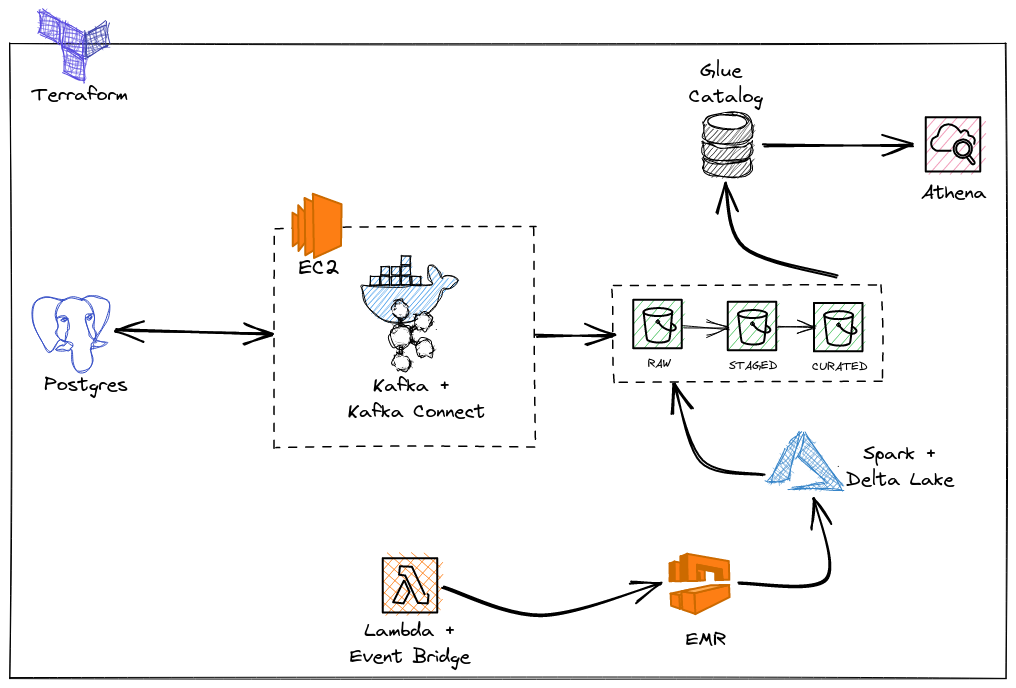 Terraform
Glue
Catalog
Athena
EC2
Postgres
Kafka +
Kafka Connect
RAW
STAGED
CURATED
Spark +
Delta Lake
Lambda +
Event Bridge
EMR